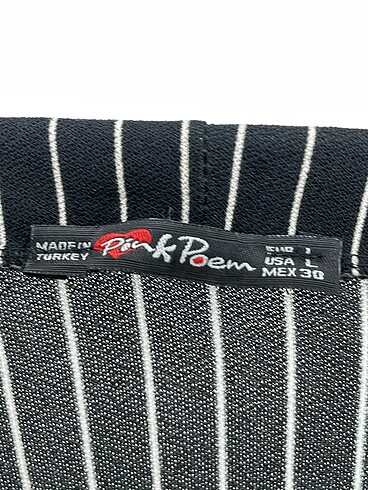 MADE IN
TURKEY
Pink Poem
EUR L
USA L
MEX 30